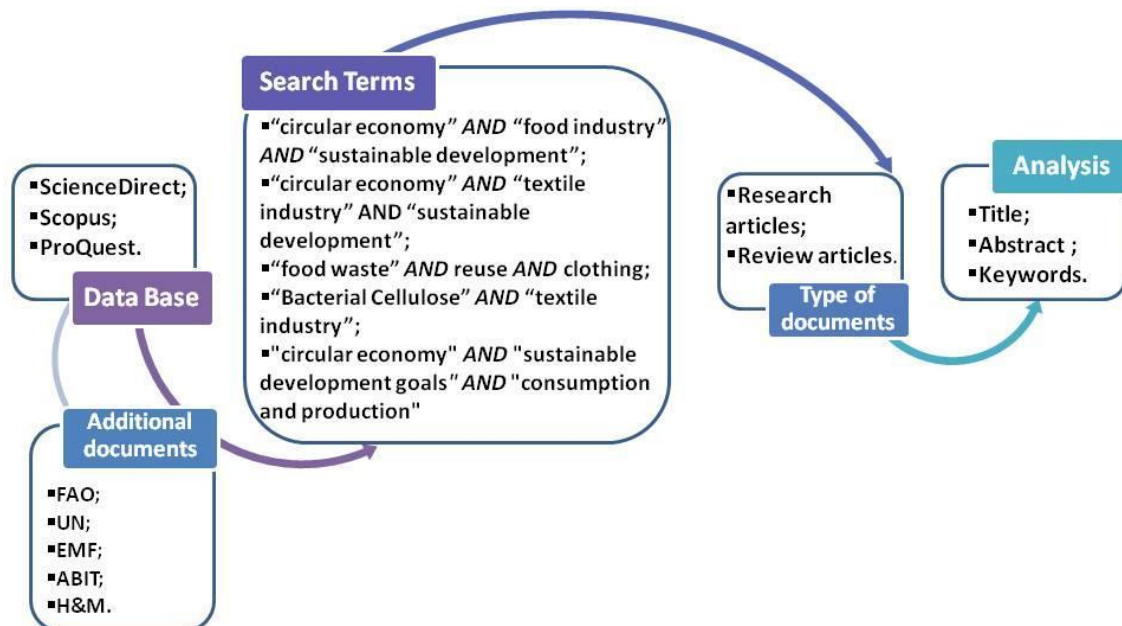 ▪ScienceDirect;
▪Scopus;
▪ProQuest.
Data Base
Additional
documents
▪FAO;
▪UN;
▪EMF;
▪ABIT;
▪H&M.
Search Terms
▪“circular economy” AND “food industry”
AND “sustainable development”;
▪“circular economy” AND “textile
industry” AND “sustainable
development”;
▪“food waste” AND reuse AND clothing;
▪“Bacterial Cellulose” AND “textile
industry”;
▪"circular economy" AND "sustainable
development goals" AND "consumption
and production"
▪Research
articles;
▪Review articles.
Type of
documents
Analysis
▪Title;
▪Abstract ;
▪Keywords.